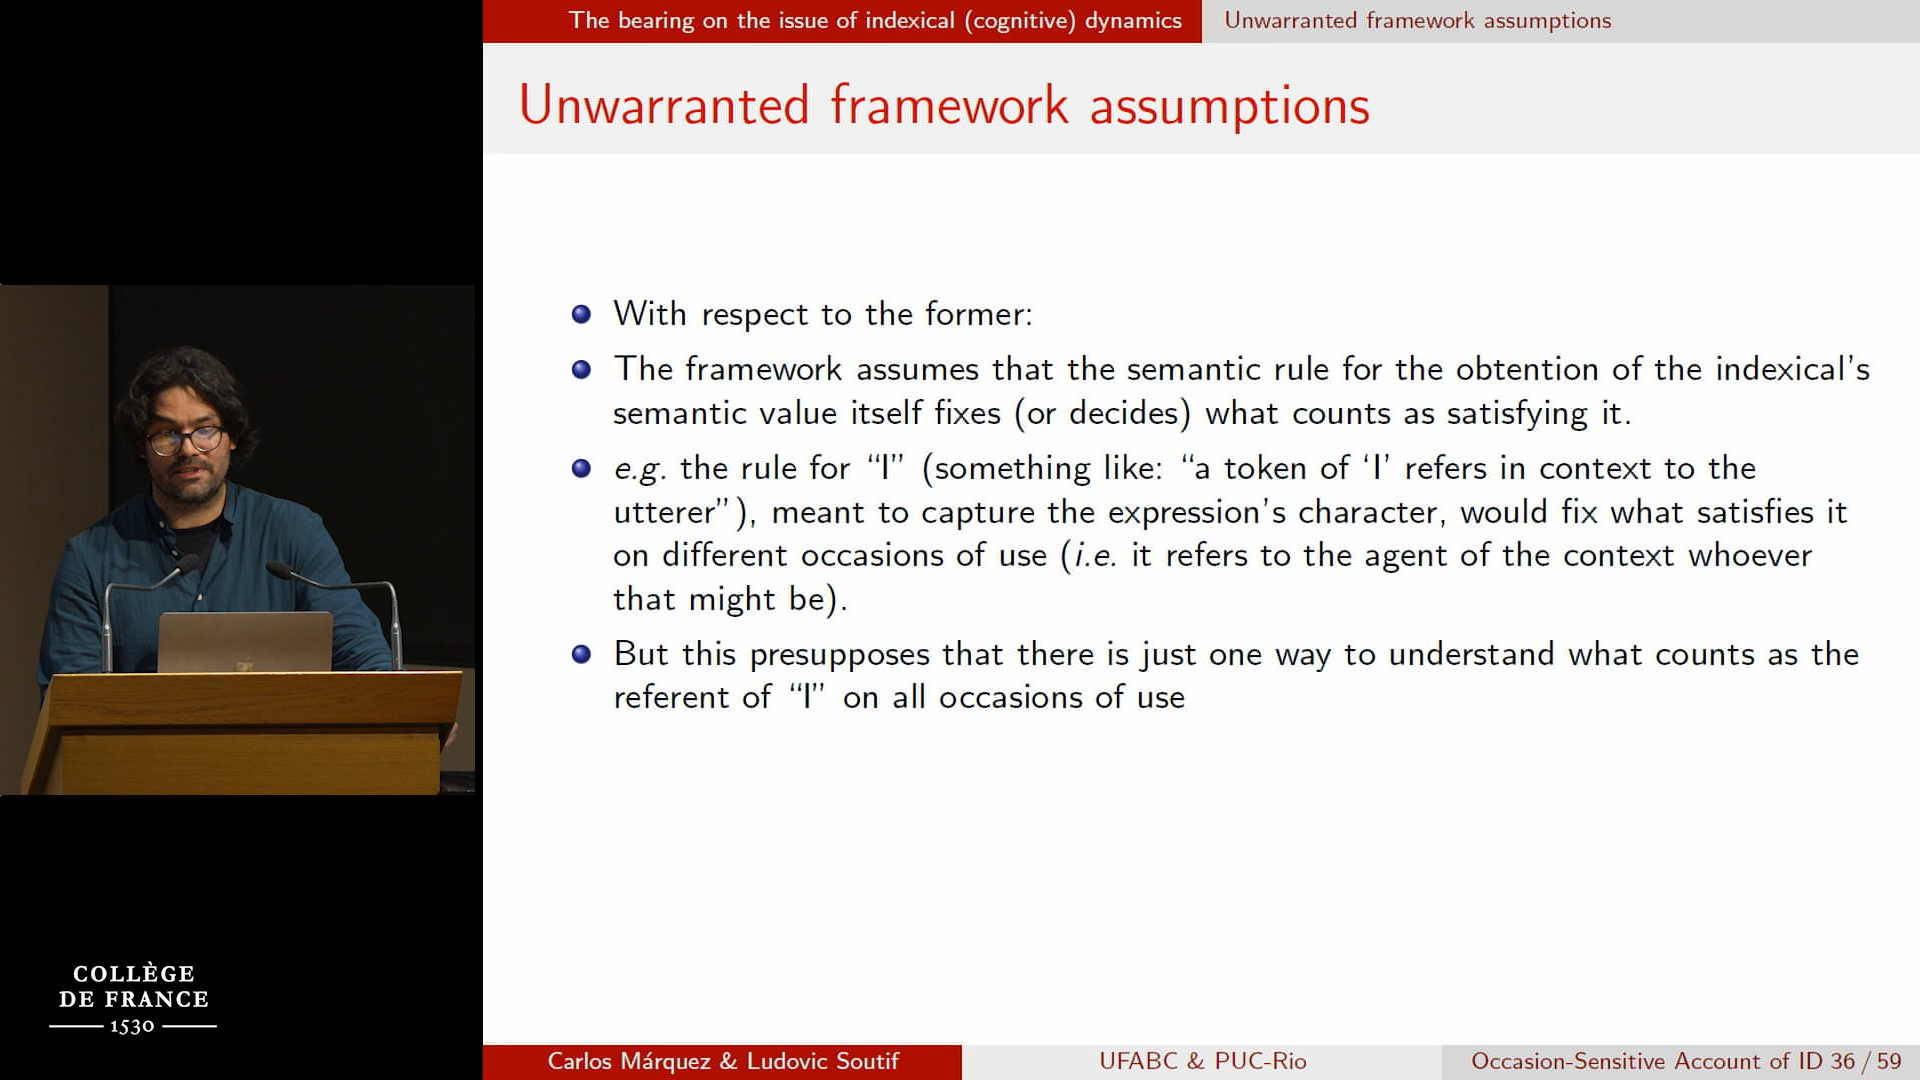 The bearing on the issue of indexical (cognitive) dynamics
Unwarranted framework assumptions
Unwarranted framework assumptions
With respect to the former:
The framework assumes that the semantic rule for the obtention of the indexical's
semantic value itself fixes (or decides) what counts as satisfying it.
e.g. the rule for “I” (something like: “a token of ‘I’ refers in context to the
utterer”), meant to capture the expression's character, would fix what satisfies it
on different occasions of use (i.e. it refers to the agent of the context whoever
that might be).
But this presupposes that there is just one way to understand what counts as the
referent of “I” on all occasions of use
COLLÈGE
DE FRANCE
1530
Carlos Márquez & Ludovic Soutif
UFABC & PUC-Rio
Occasion-Sensitive Account of ID 36 / 59